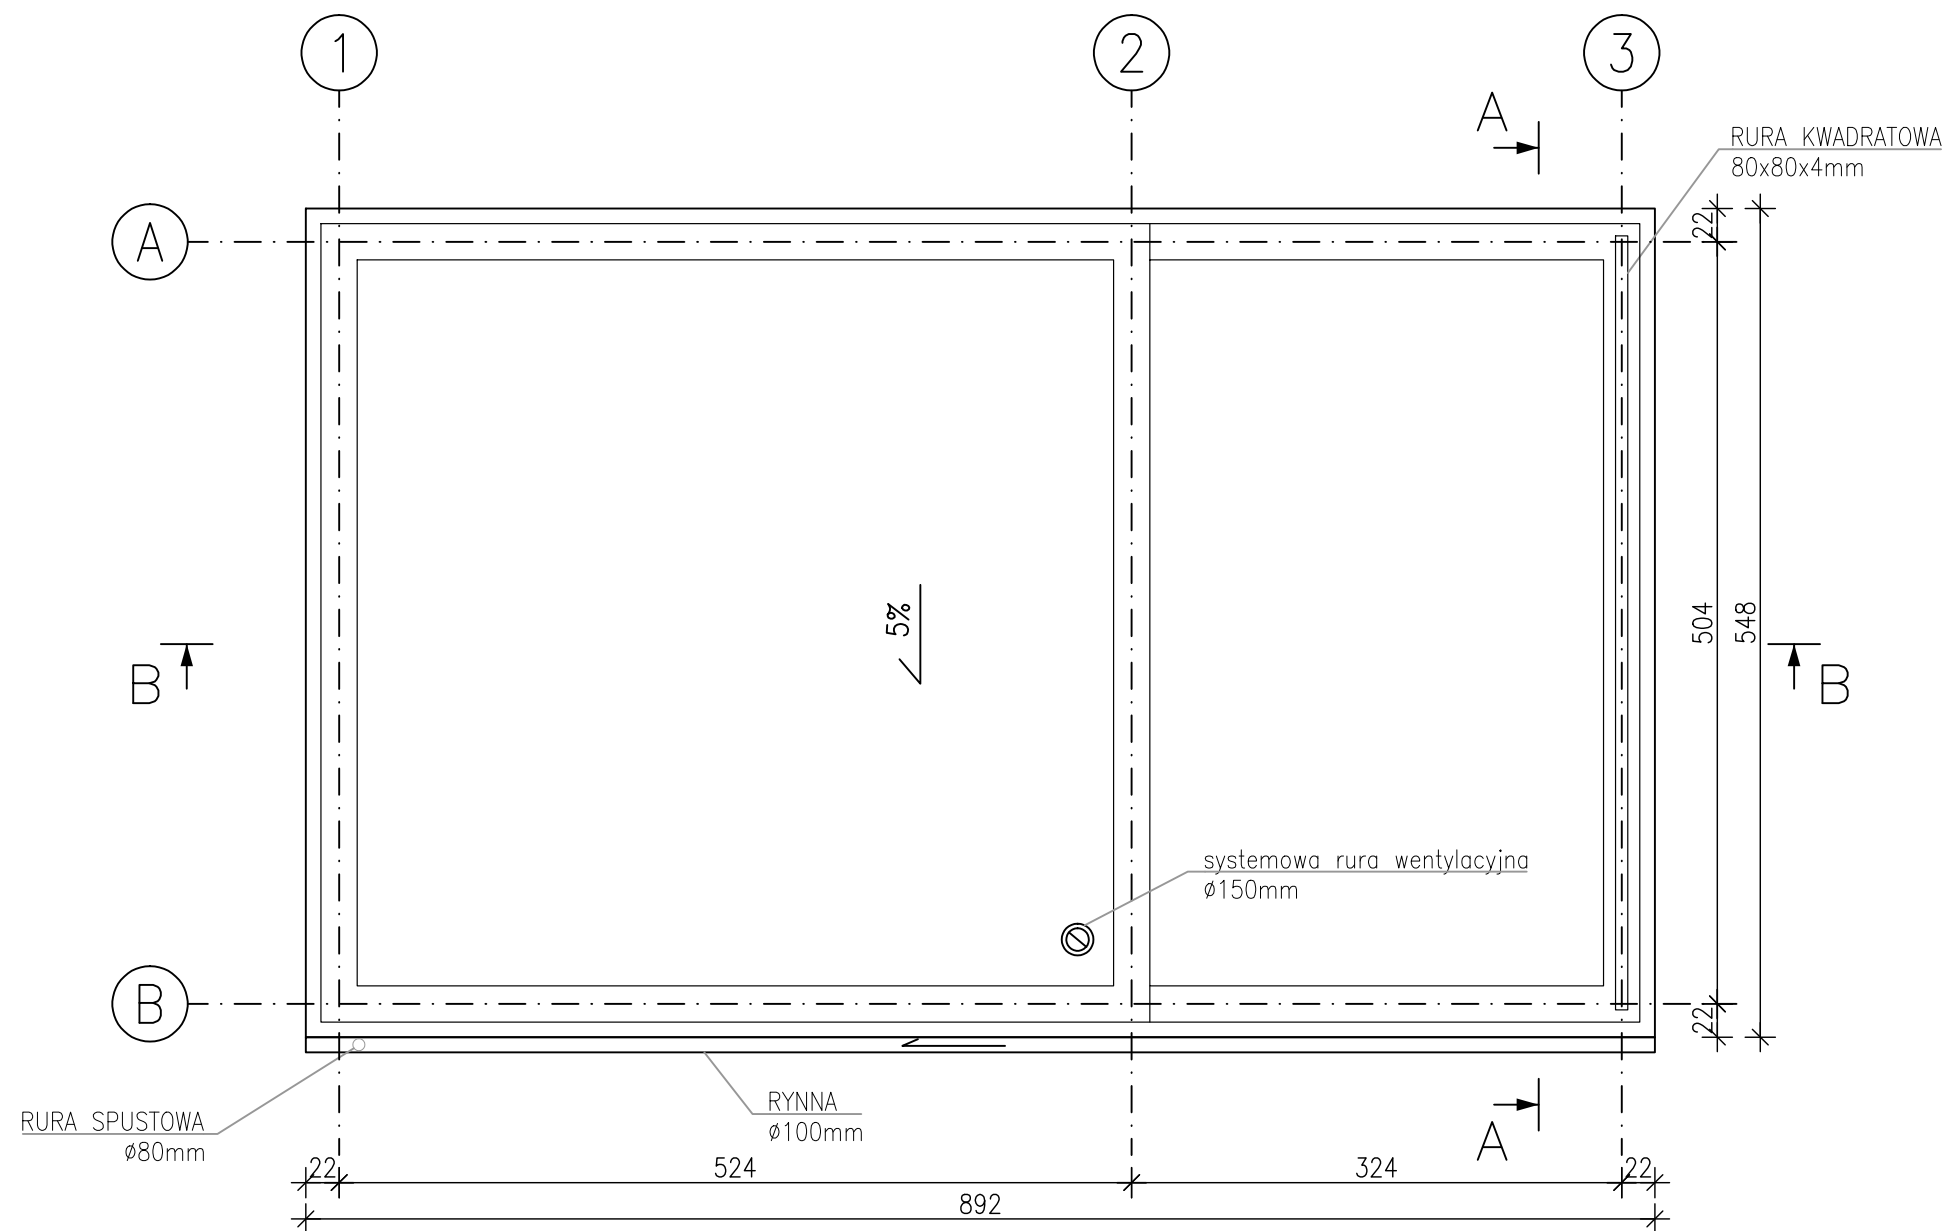 1
2
3
A
RURA KWADRATOWA
80x80x4mm
A
22
5%
504
548
B
B
systemowa rura wentylacyjna
ø150mm
B
22
RURA SPUSTOWA
ø80mm
RYNNA
ø100mm
A
22
524
324
22
892